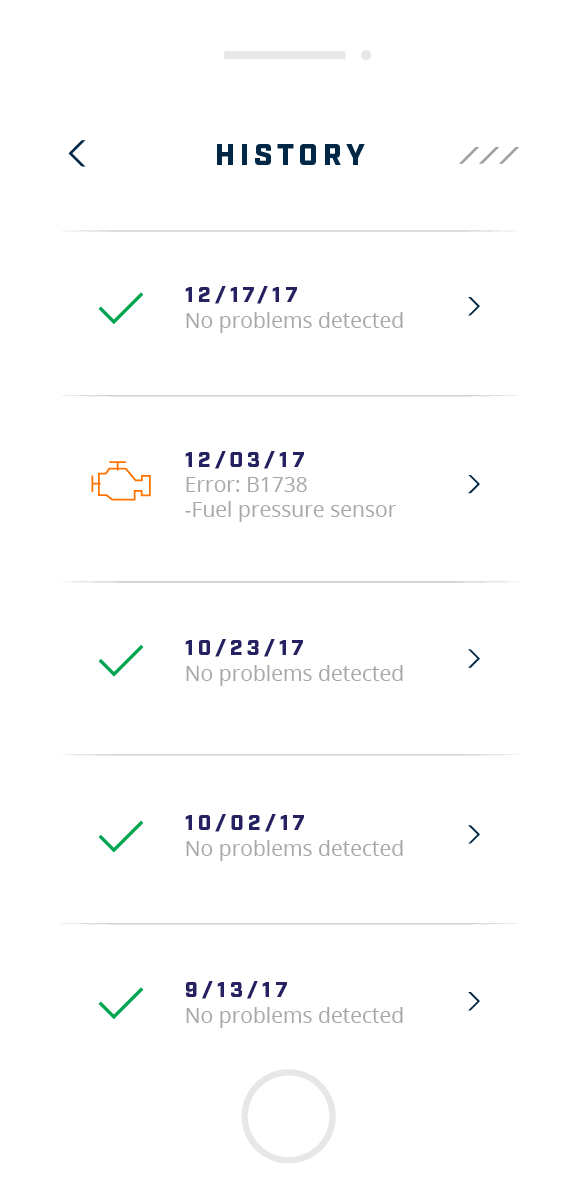 HISTORY
12/17/17
No problems detected
12/03/17
Error: B1738
-Fuel pressure sensor
10/23/17
No problems detected
10/02/17
No problems detected
9/13/17
No problems detected